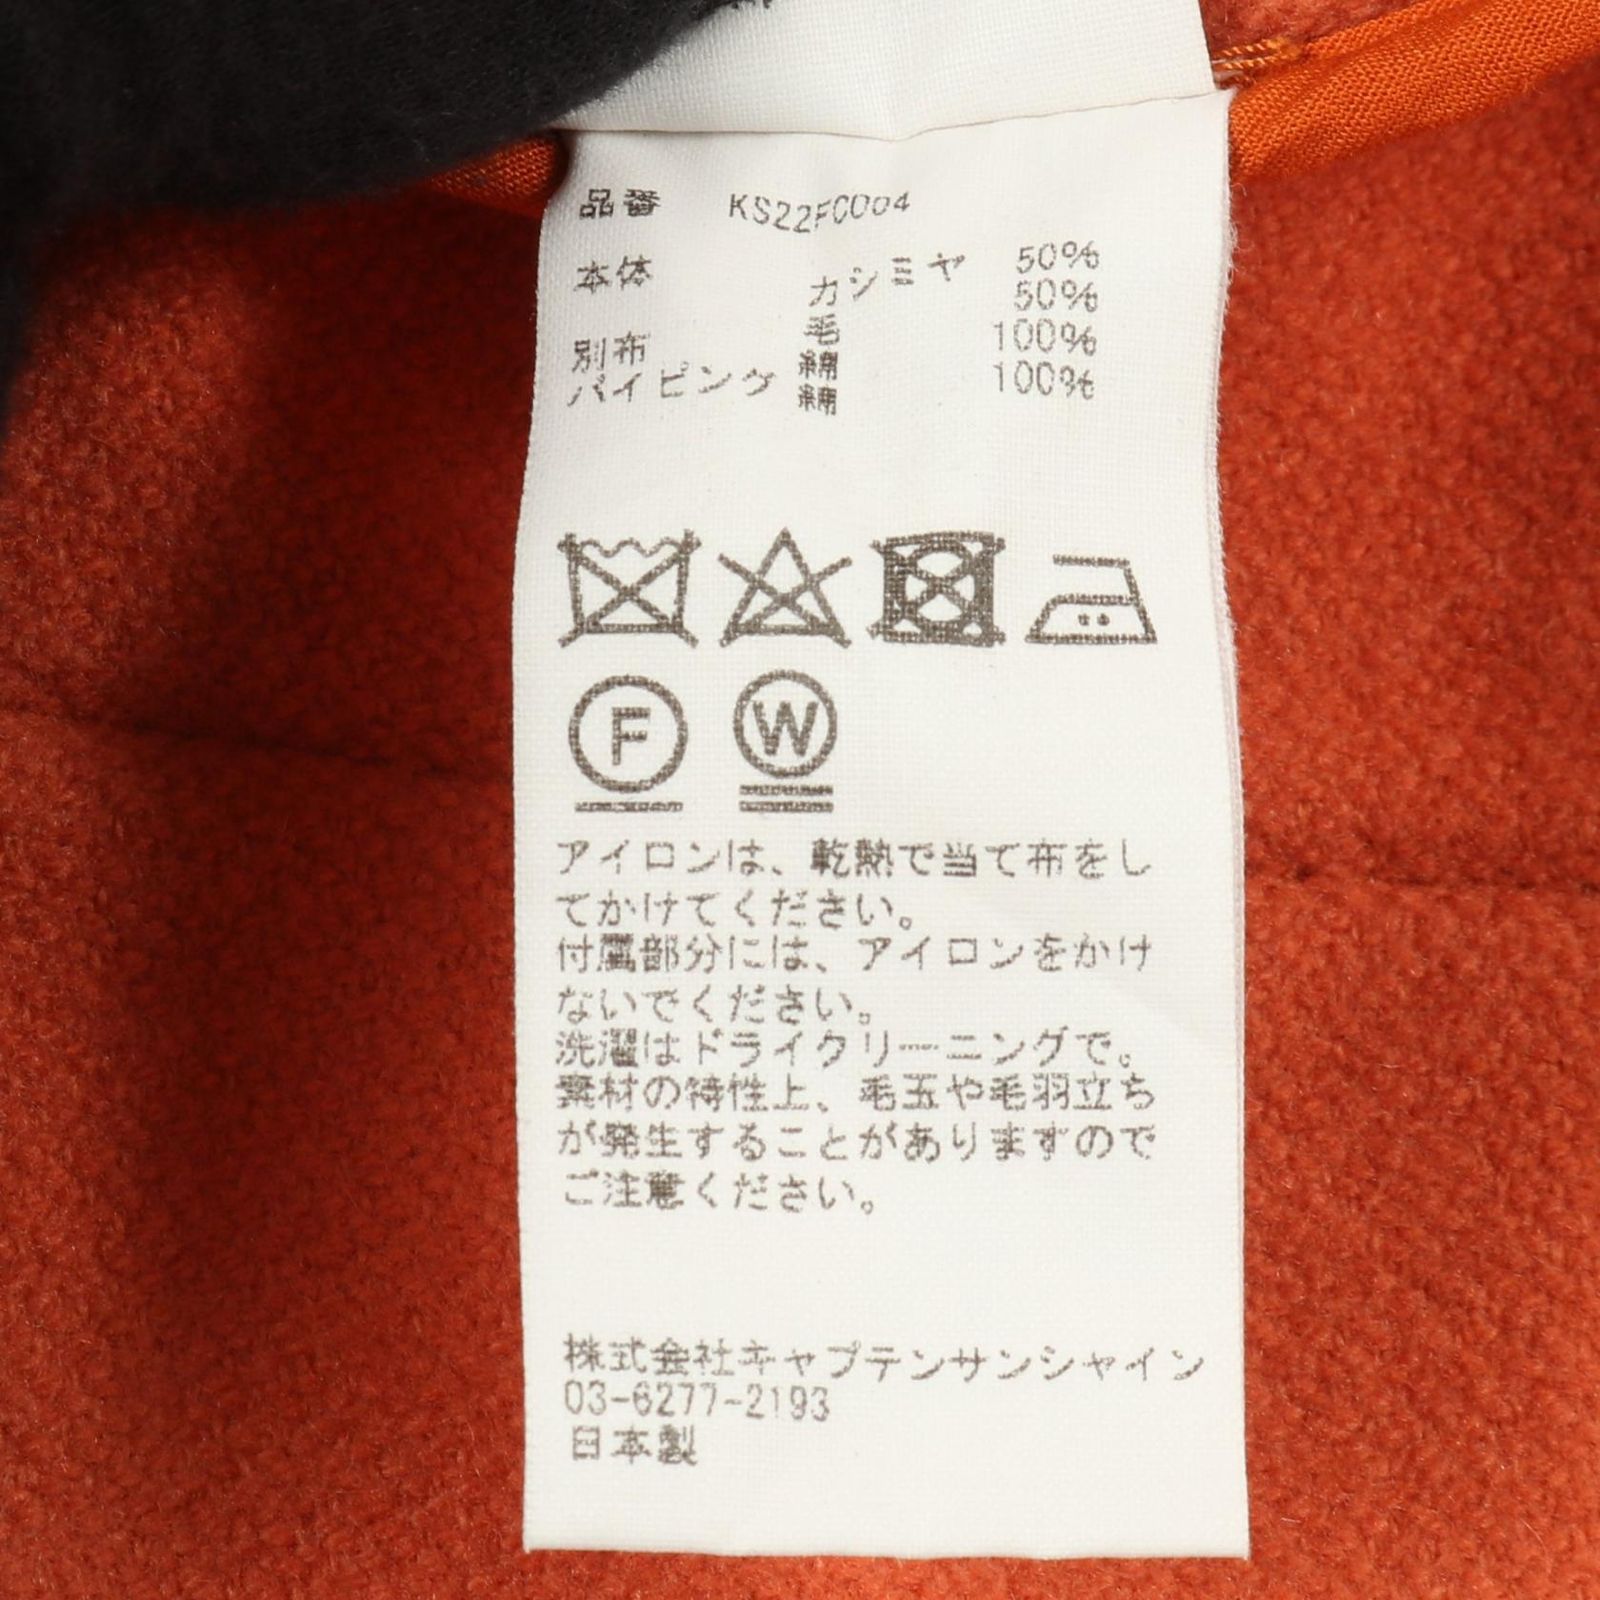 品番 KS22FC004
本体 カシミヤ 50%
毛 50%
別布 綿 100%
パイピング 綿 100%
F W
アイロンは、乾熱で当て布をし
てかけてください。
付属部分には、アイロンをかけ
ないでください。
洗濯はドライクリーニングで。
素材の特性上、毛玉や毛羽立ち
が発生することがありますので
ご注意ください。
株式会社キャプテンサンシャイン
03-6277-2193
日本製